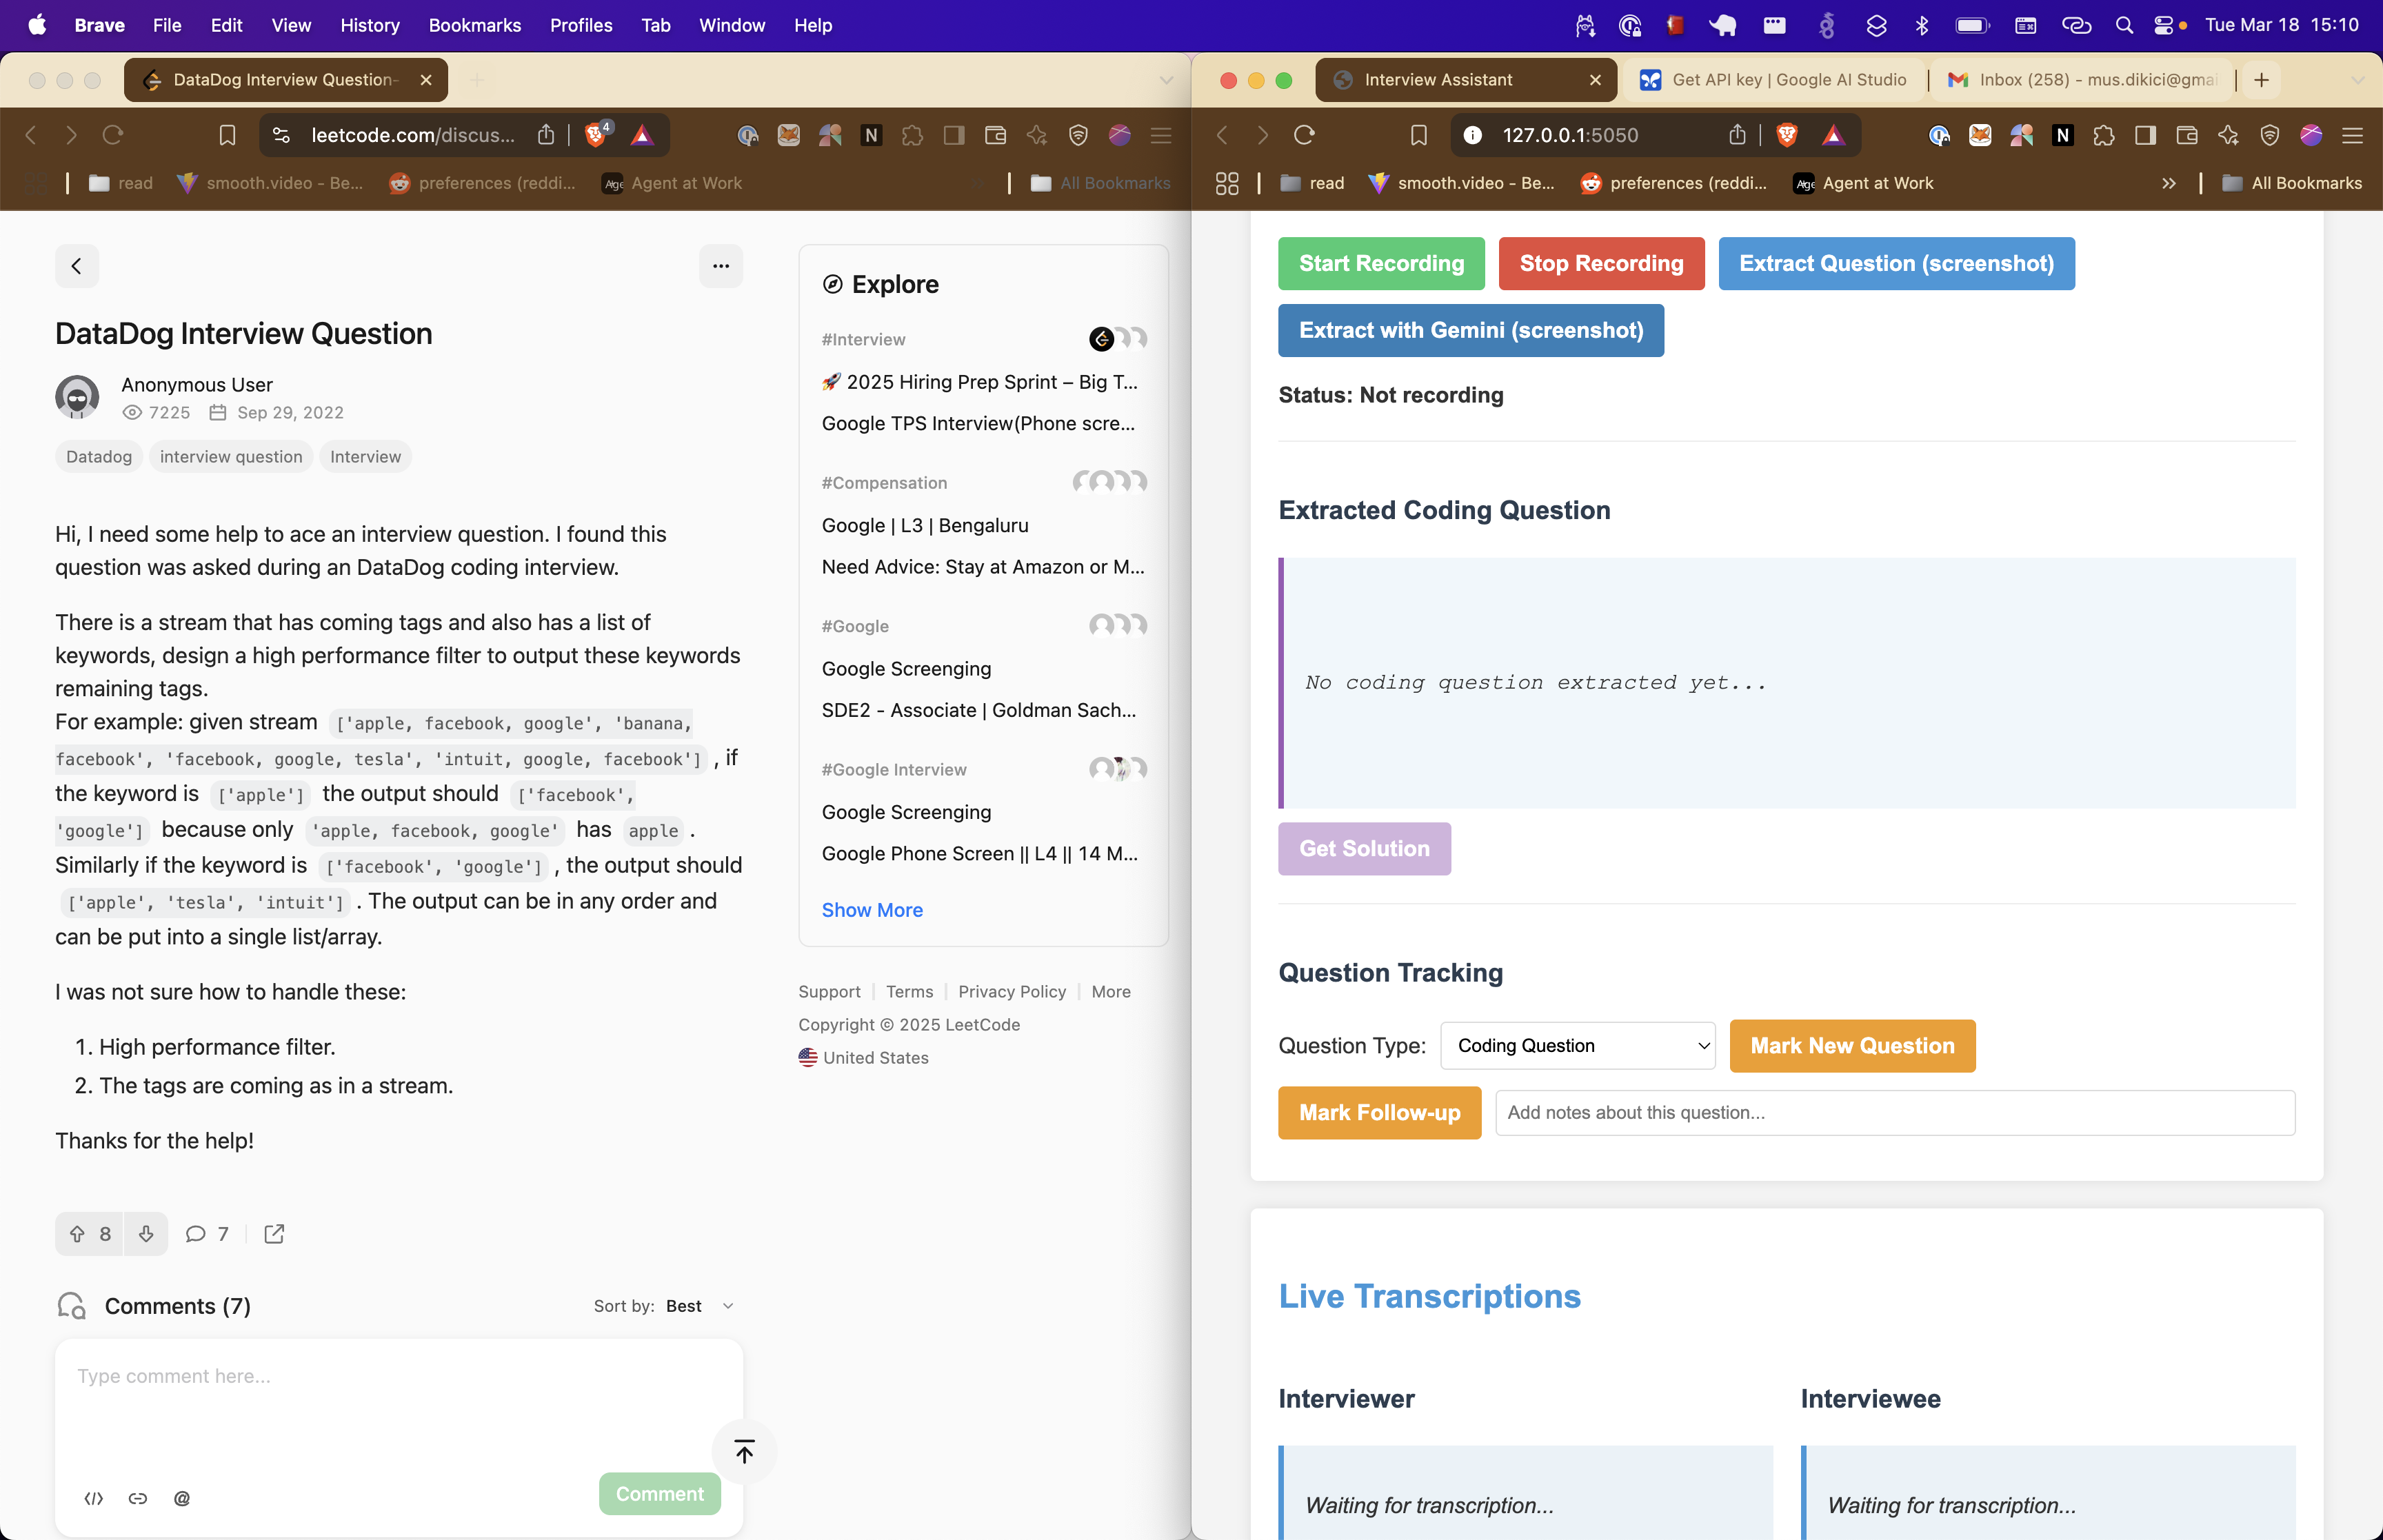 Brave File Edit View History Bookmarks Profiles Tab Window Help
Tue Mar 18 15:10
DataDog Interview Question-
leetcode.com/discus...
4
read
smooth.video - Be...
preferences (reddi...
Agent at Work
All Bookmarks
DataDog Interview Question
Anonymous User
7225 Sep 29, 2022
Datadog interview question Interview
Hi, I need some help to ace an interview question. I found this
question was asked during an DataDog coding interview.
There is a stream that has coming tags and also has a list of
keywords, design a high performance filter to output these keywords
remaining tags.
For example: given stream ['apple, facebook, google', 'banana,
facebook', 'facebook, google, tesla', 'intuit, google, facebook'] , if
the keyword is ['apple'] the output should ['facebook',
'google'] because only 'apple, facebook, google' has apple .
Similarly if the keyword is ['facebook', 'google'] , the output should
['apple', 'tesla', 'intuit'] . The output can be in any order and
can be put into a single list/array.
I was not sure how to handle these:
1. High performance filter.
2. The tags are coming as in a stream.
Thanks for the help!
8
7
Comments (7)
Sort by: Best
Type comment here...
Comment
Explore
#Interview
🚀 2025 Hiring Prep Sprint – Big T...
Google TPS Interview(Phone scre...
#Compensation
Google | L3 | Bengaluru
Need Advice: Stay at Amazon or M...
#Google
Google Screenging
SDE2 - Associate | Goldman Sach...
#Google Interview
Google Screenging
Google Phone Screen || L4 || 14 M...
Show More
Support | Terms | Privacy Policy | More
Copyright © 2025 LeetCode
United States
Interview Assistant
Get API key | Google AI Studio
Inbox (258) - mus.dikici@gmai
127.0.0.1:5050
read
smooth.video - Be...
preferences (reddi...
Agent at Work
All Bookmarks
Start Recording
Stop Recording
Extract Question (screenshot)
Extract with Gemini (screenshot)
Status: Not recording
Extracted Coding Question
No coding question extracted yet...
Get Solution
Question Tracking
Question Type: Coding Question
Mark New Question
Mark Follow-up
Add notes about this question...
Live Transcriptions
Interviewer
Interviewee
Waiting for transcription...
Waiting for transcription...